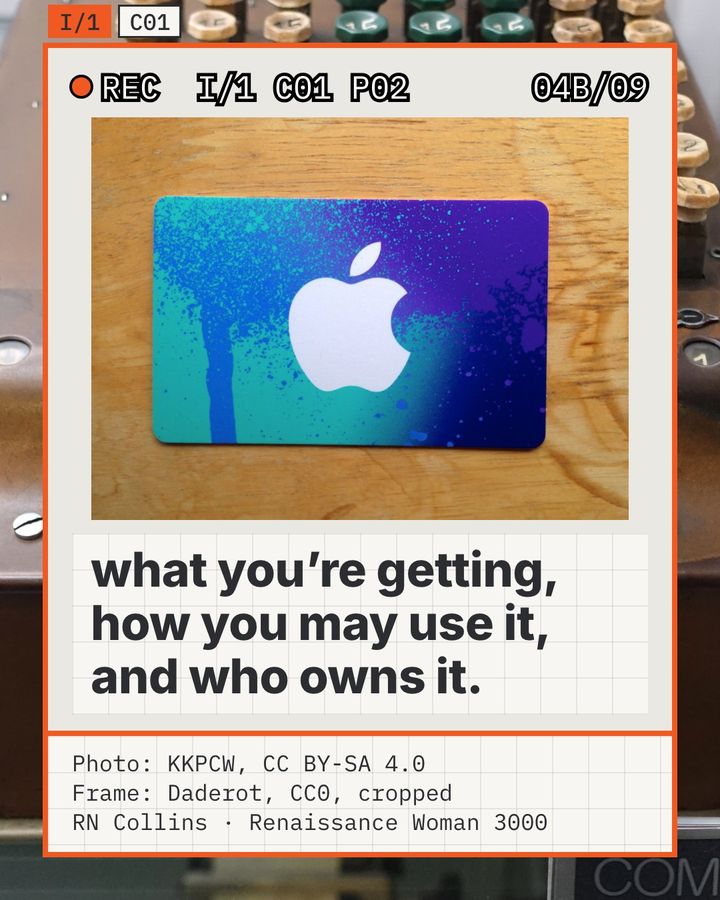 I/1 C01
REC I/1 C01 P02 04B/09
what you’re getting,
how you may use it,
and who owns it.
Photo: KKPCW, CC BY-SA 4.0
Frame: Daderot, CC0, cropped
RN Collins · Renaissance Woman 3000
COM